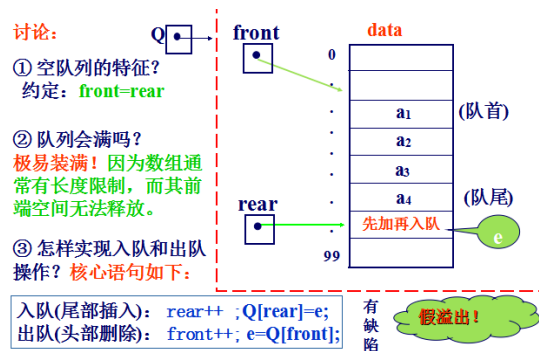 讨论：
① 空队列的特征？
约定：front=rear
② 队列会满吗？
极易装满！因为数组通
常有长度限制，而其前
端空间无法释放。
③ 怎样实现入队和出队
操作？核心语句如下：
Q
front
rear
data
0
.
.
.
.
.
99
a1
a2
a3
a4
先加再入队
(队首)
(队尾)
e
入队(尾部插入)： rear++ ;Q[rear]=e;
出队(头部删除)： front++; e=Q[front];
有
缺
陷
假溢出！